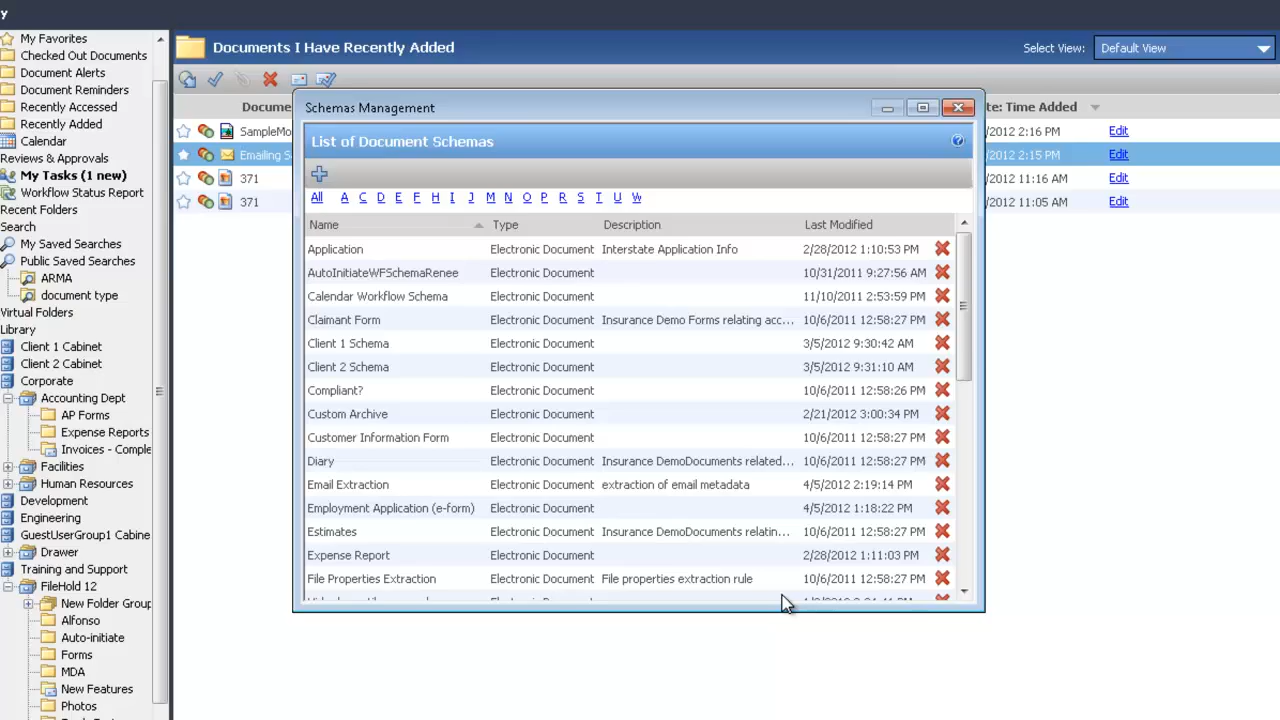 y
My Favorites
Checked Out Documents
Document Alerts
Document Reminders
Recently Accessed
Recently Added
Calendar
Reviews & Approvals
My Tasks (1 new)
Workflow Status Report
Recent Folders
Search
My Saved Searches
Public Saved Searches
ARMA
document type
Virtual Folders
Library
Client 1 Cabinet
Client 2 Cabinet
Corporate
Accounting Dept
AP Forms
Expense Reports
Invoices - Comple
Facilities
Human Resources
Development
Engineering
GuestUserGroup1 Cabine
Drawer
Training and Support
FileHold 12
New Folder Group
Alfonso
Auto-initiate
Forms
MDA
New Features
Photos
Documents I Have Recently Added
Select View: Default View
Docume
te: Time Added
SampleMo
/2012 2:16 PM Edit
Emailing S
/2012 2:15 PM Edit
371
/2012 11:16 AM Edit
371
/2012 11:05 AM Edit
Schemas Management
List of Document Schemas
All A C D E F H I J M N O P R S T U W
Name Type Description Last Modified
Application Electronic Document Interstate Application Info 2/28/2012 1:10:53 PM
AutoInitiateWFSchemaRenee Electronic Document 10/31/2011 9:27:56 AM
Calendar Workflow Schema Electronic Document 11/10/2011 2:53:59 PM
Claimant Form Electronic Document Insurance Demo Forms relating acc... 10/6/2011 12:58:27 PM
Client 1 Schema Electronic Document 3/5/2012 9:30:42 AM
Client 2 Schema Electronic Document 3/5/2012 9:31:10 AM
Compliant? Electronic Document 10/6/2011 12:58:26 PM
Custom Archive Electronic Document 2/21/2012 3:00:34 PM
Customer Information Form Electronic Document 10/6/2011 12:58:27 PM
Diary Electronic Document Insurance DemoDocuments related... 10/6/2011 12:58:27 PM
Email Extraction Electronic Document extraction of email metadata 4/5/2012 2:19:14 PM
Employment Application (e-form) Electronic Document 4/5/2012 1:18:22 PM
Estimates Electronic Document Insurance DemoDocuments relatin... 10/6/2011 12:58:27 PM
Expense Report Electronic Document 2/28/2012 1:11:03 PM
File Properties Extraction Electronic Document File properties extraction rule 10/6/2011 12:58:27 PM